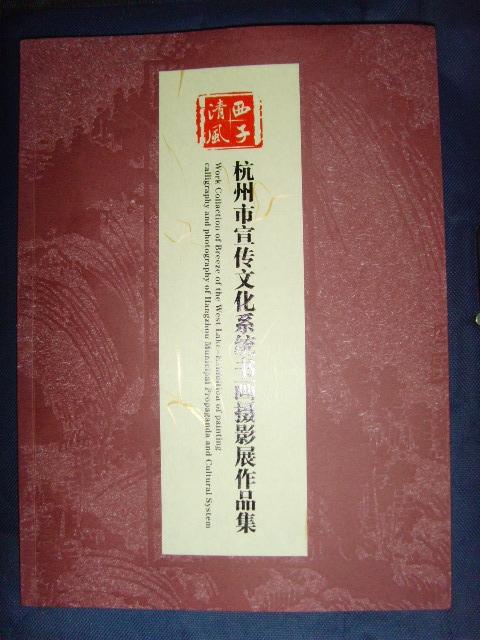 西子
清風
杭州市宣传文化系统书画摄影展作品集
Work Collection of Breeze of the West Lake-Exhibition of painting
calligraphy and photography of Hangzhou Municipal Propaganda and Cultural System